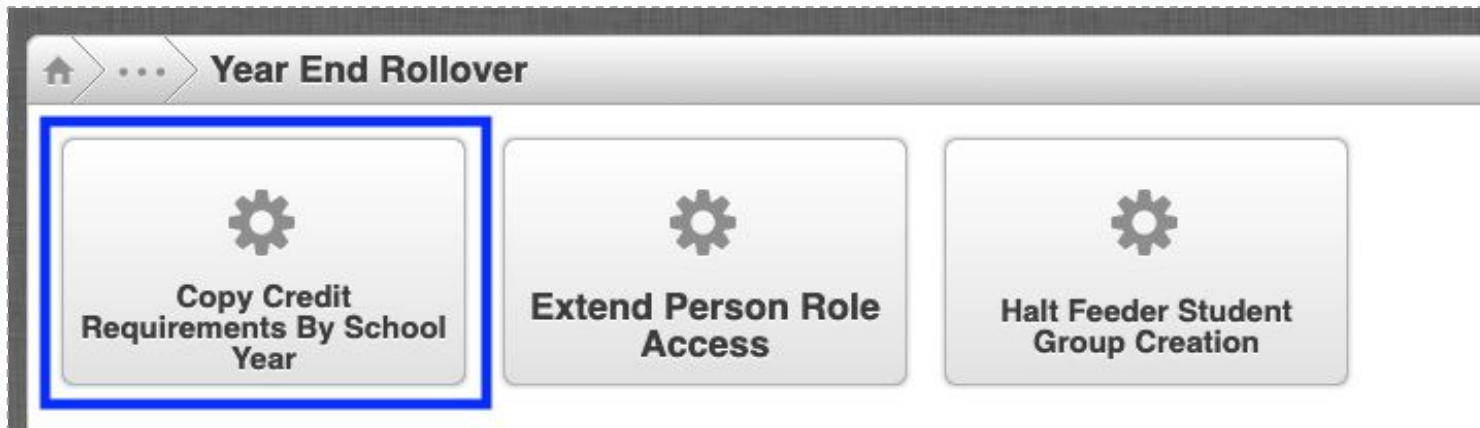 ... Year End Rollover
Copy Credit
Requirements By School
Year
Extend Person Role
Access
Halt Feeder Student
Group Creation